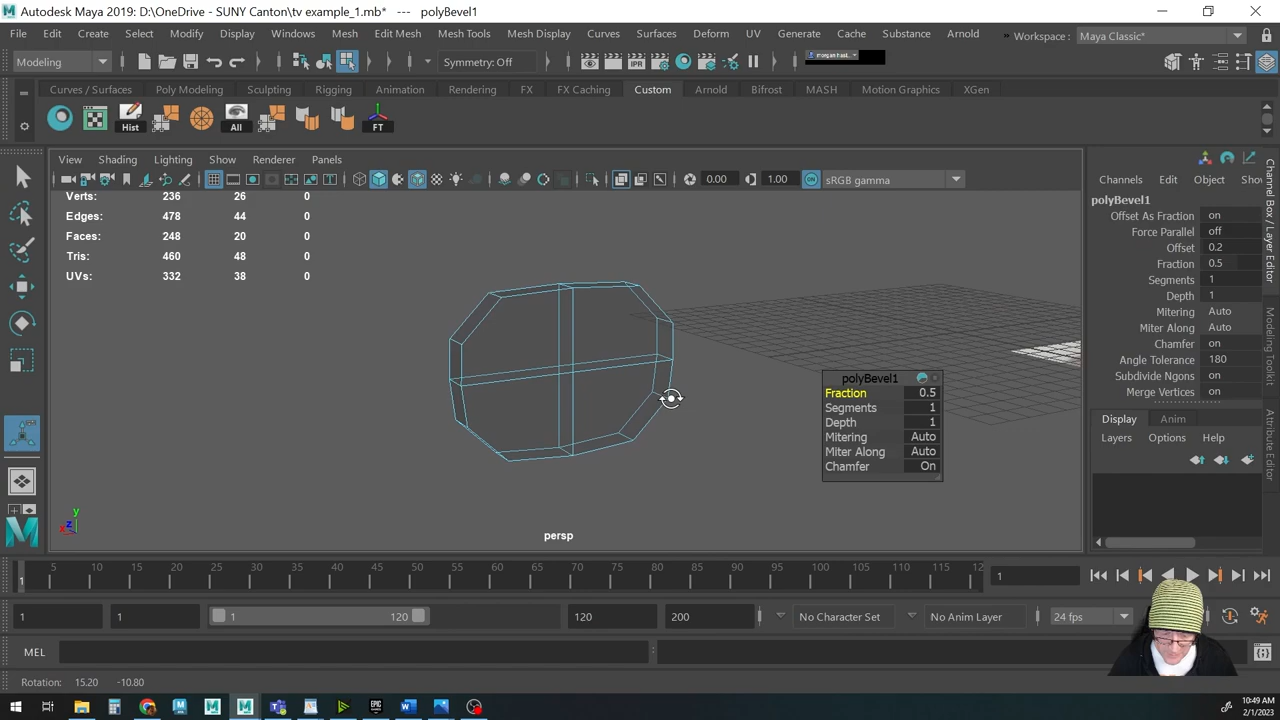 Autodesk Maya 2019: D:\OneDrive - SUNY Canton\tv example_1.mb* --- polyBevel1
File Edit Create Select Modify Display Windows Mesh Edit Mesh Mesh Tools Mesh Display Curves Surfaces Deform UV Generate Cache Substance Arnold » Workspace: Maya Classic*
Modeling Symmetry: Off
Curves / Surfaces Poly Modeling Sculpting Rigging Animation Rendering FX FX Caching Custom Arnold Bifrost MASH Motion Graphics XGen
Hist All FT
View Shading Lighting Show Renderer Panels
0.00 1.00 ON sRGB gamma
Verts: 236 26 0
Edges: 478 44 0
Faces: 248 20 0
Tris: 460 48 0
UVs: 332 38 0
polyBevel1
Fraction 0.5
Segments 1
Depth 1
Mitering Auto
Miter Along Auto
Chamfer On
y
x z
persp
Channels Edit Object Show
polyBevel1
Offset As Fraction on
Force Parallel off
Offset 0.2
Fraction 0.5
Segments 1
Depth 1
Mitering Auto
Miter Along Auto
Chamfer on
Angle Tolerance 180
Subdivide Ngons on
Merge Vertices on
Display Anim
Layers Options Help
Channel Box / Layer Editor
Modeling Toolkit
Attribute Editor
1 5 10 15 20 25 30 35 40 45 50 55 60 65 70 75 80 85 90 95 100 105 110 115 12
1
1 1 1 120 120 200 No Character Set No Anim Layer 24 fps
MEL
Rotation: 15.20 -10.80
10:49 AM
2/1/2023